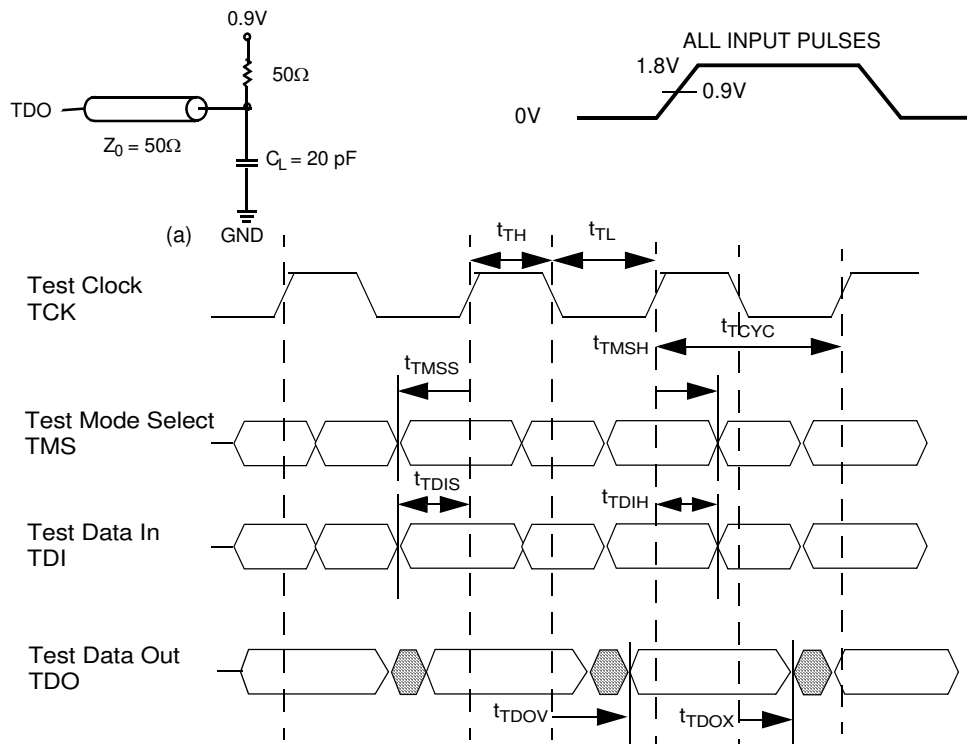 0.9V
ALL INPUT PULSES
50Ω
1.8V
0.9V
TDO
0V
Z0 = 50Ω
CL = 20 pF
(a)
GND
tTH
tTL
Test Clock
TCK
tTCYC
tTMSH
tTMSS
Test Mode Select
TMS
tTDIS
tTDIH
Test Data In
TDI
Test Data Out
TDO
tTDOV
tTDOX